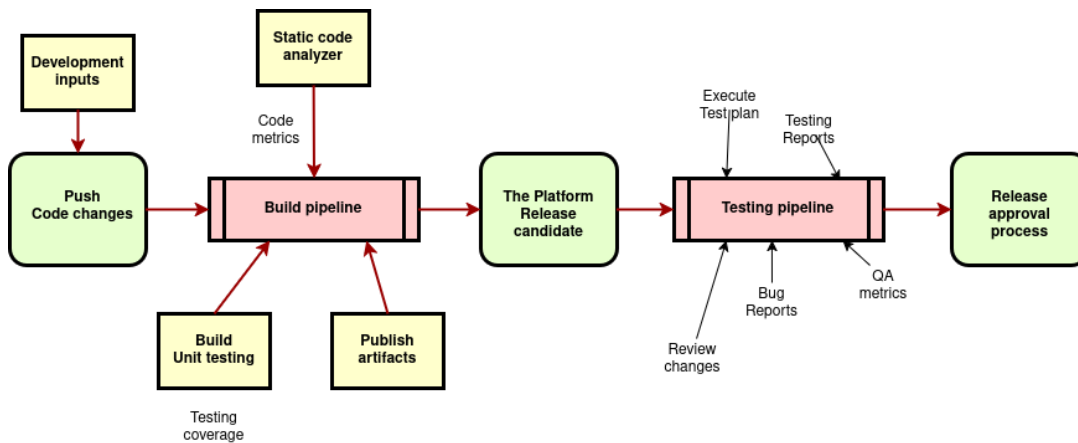 Development
inputs
Static code
analyzer
Code
metrics
Execute
Test plan
Testing
Reports
Push
Code changes
Build pipeline
The Platform
Release
candidate
Testing pipeline
Release
approval
process
Build
Unit testing
Publish
artifacts
Testing
coverage
Review
changes
Bug
Reports
QA
metrics